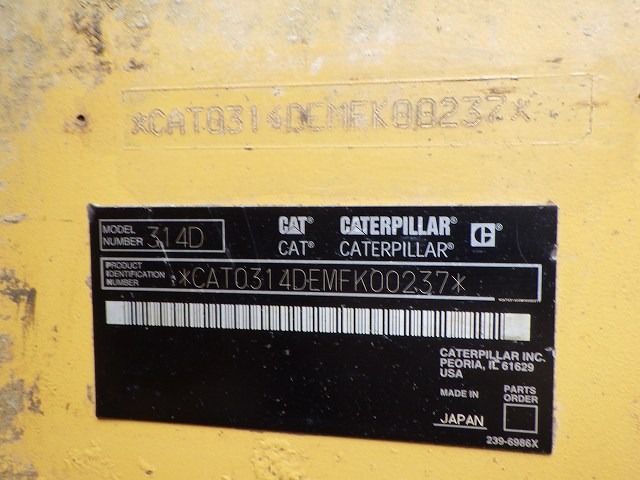 *CAT0314DEMFK00237*
MODEL NUMBER 314D
CAT® CATERPILLAR® C
CAT® CATERPILLAR®
PRODUCT IDENTIFICATION NUMBER *CAT0314DEMFK00237*
CATERPILLAR INC.
PEORIA, IL 61629
USA
MADE IN PARTS ORDER
JAPAN
239-6986X